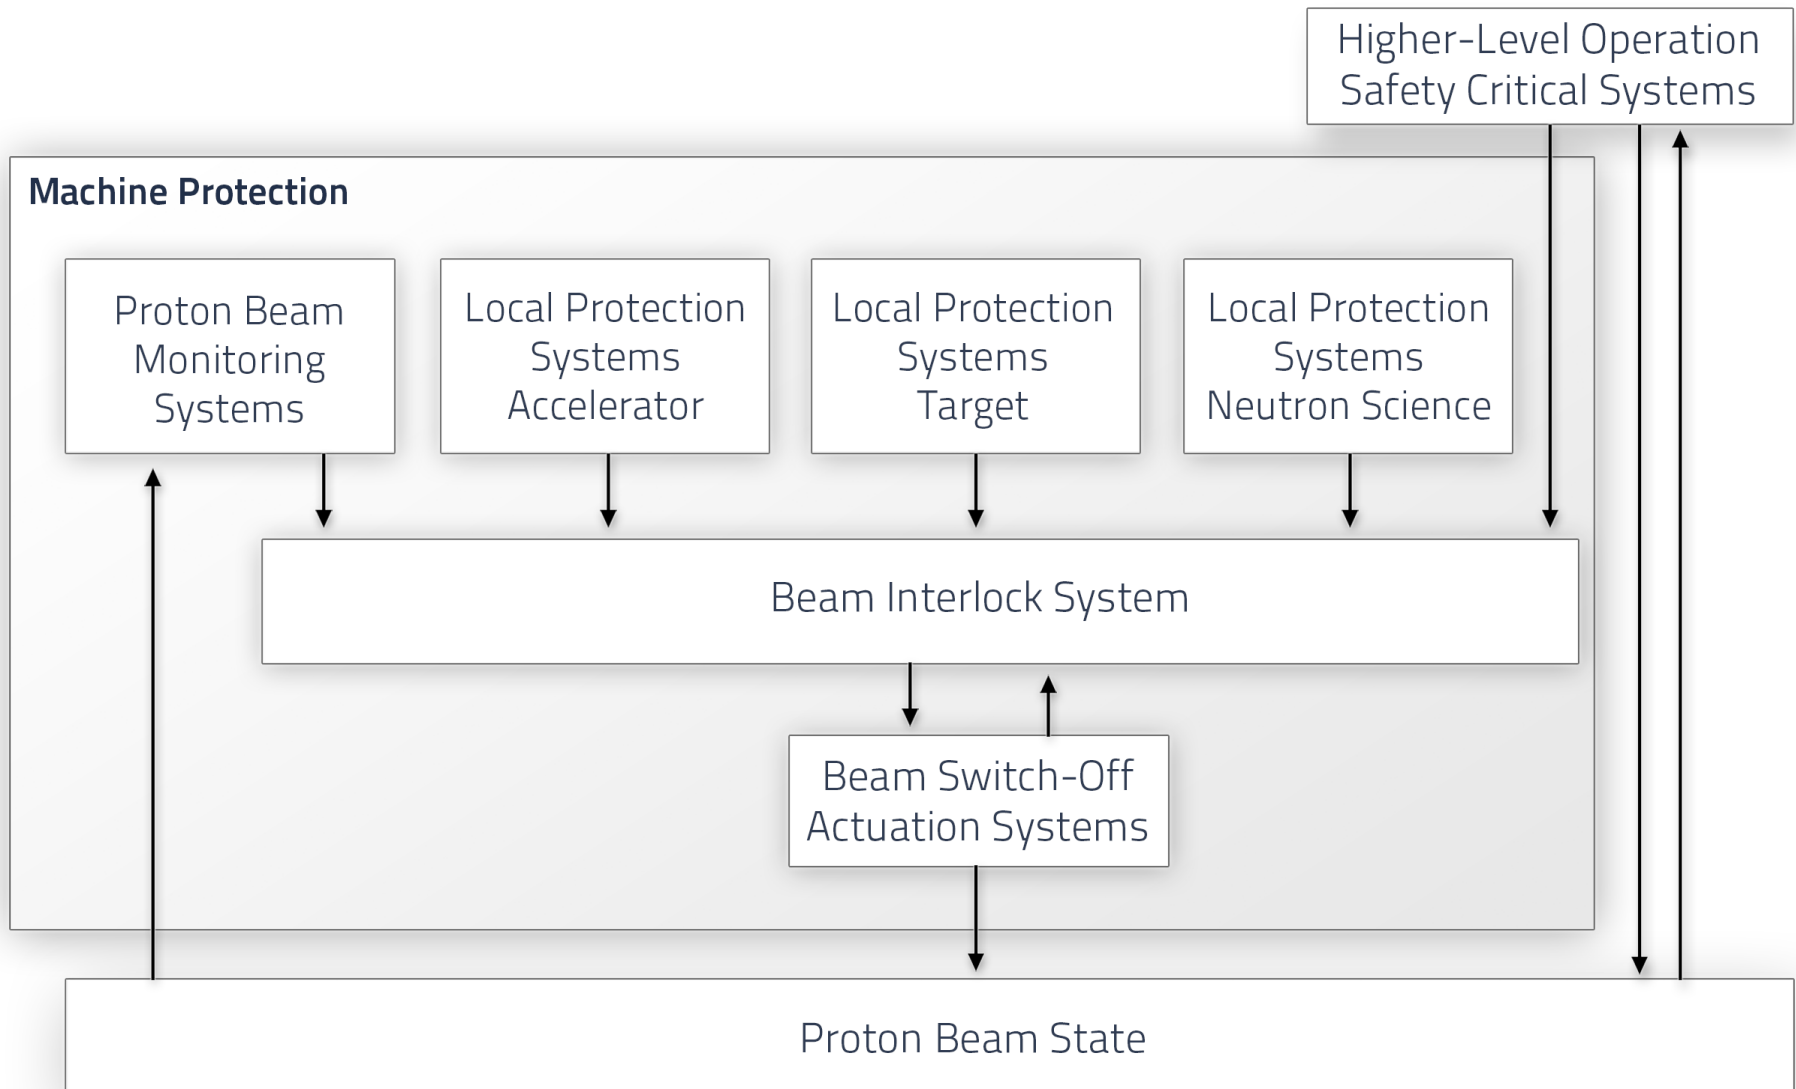 Higher-Level Operation
Safety Critical Systems
Machine Protection
Proton Beam
Monitoring
Systems
Local Protection
Systems
Accelerator
Local Protection
Systems
Target
Local Protection
Systems
Neutron Science
Beam Interlock System
Beam Switch-Off
Actuation Systems
Proton Beam State